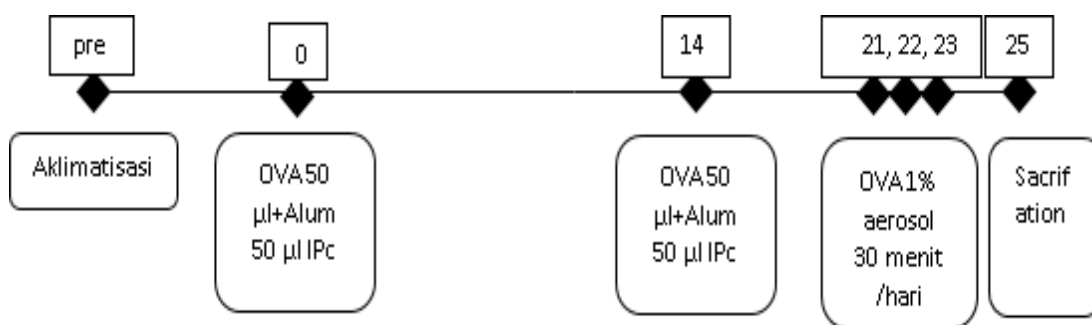 pre
0
14
21, 22, 23
25
Aklimatisasi
OVA50
µl+Alum
50 µl IPc
OVA50
µl+Alum
50 µl IPc
OVA1%
aerosol
30 menit
/hari
Sacrif
ation